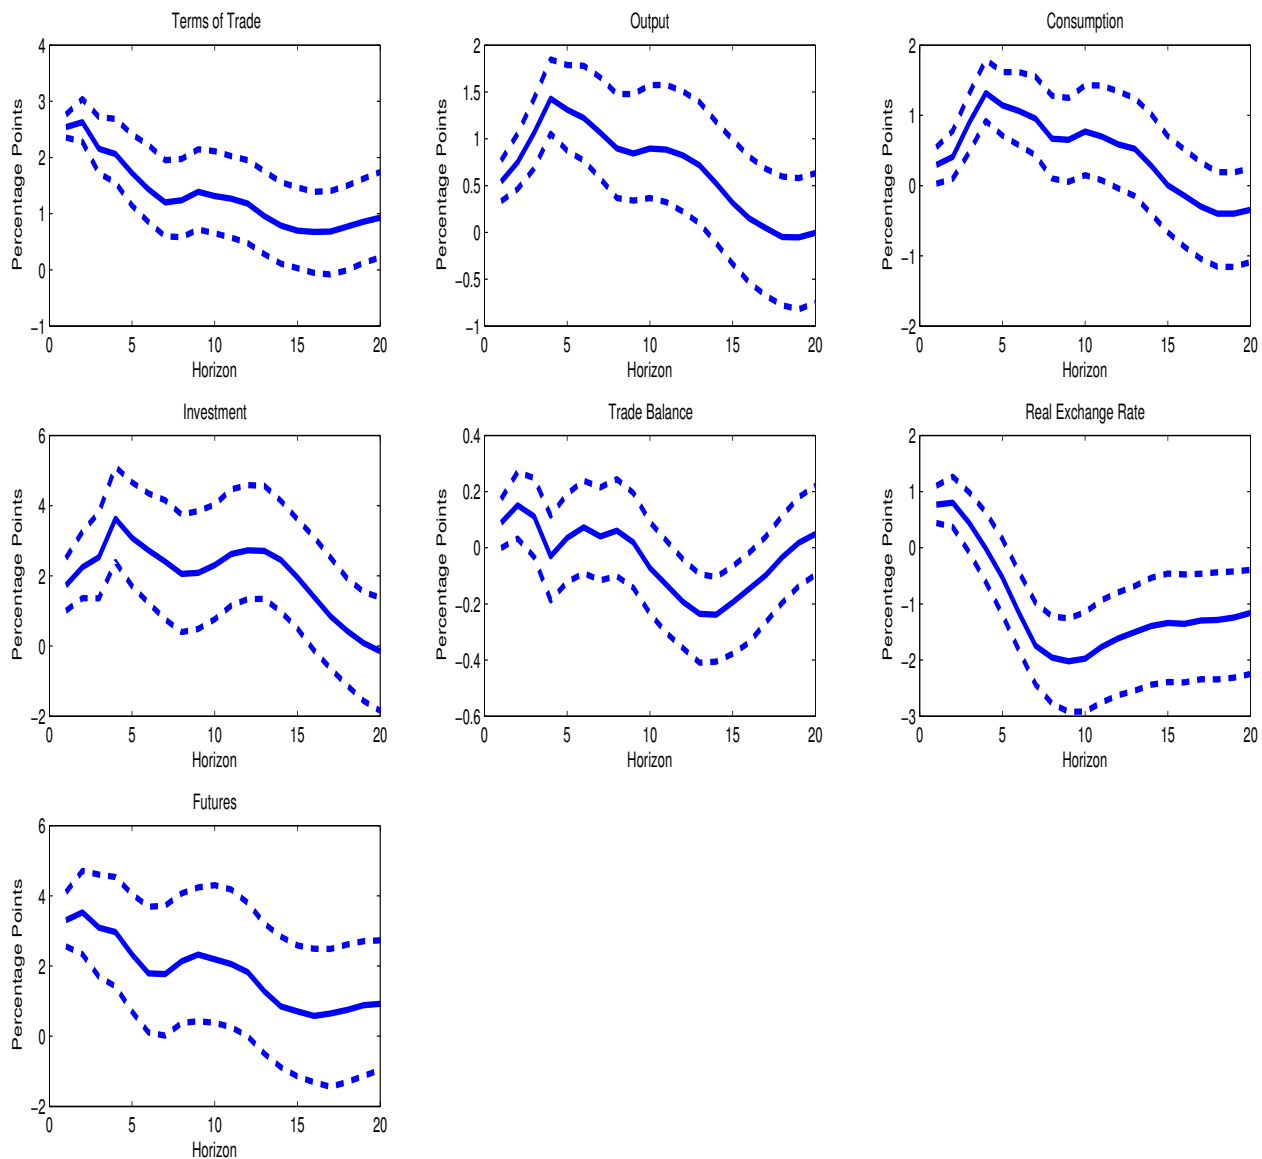 Terms of Trade
Percentage Points
4
3
2
1
0
−1
0 5 10 15 20
Horizon
Output
Percentage Points
2
1.5
1
0.5
0
−0.5
−1
0 5 10 15 20
Horizon
Consumption
Percentage Points
2
1
0
−1
−2
0 5 10 15 20
Horizon
Investment
Percentage Points
6
4
2
0
−2
0 5 10 15 20
Horizon
Trade Balance
Percentage Points
0.4
0.2
0
−0.2
−0.4
−0.6
0 5 10 15 20
Horizon
Real Exchange Rate
Percentage Points
2
1
0
−1
−2
−3
0 5 10 15 20
Horizon
Futures
Percentage Points
6
4
2
0
−2
0 5 10 15 20
Horizon